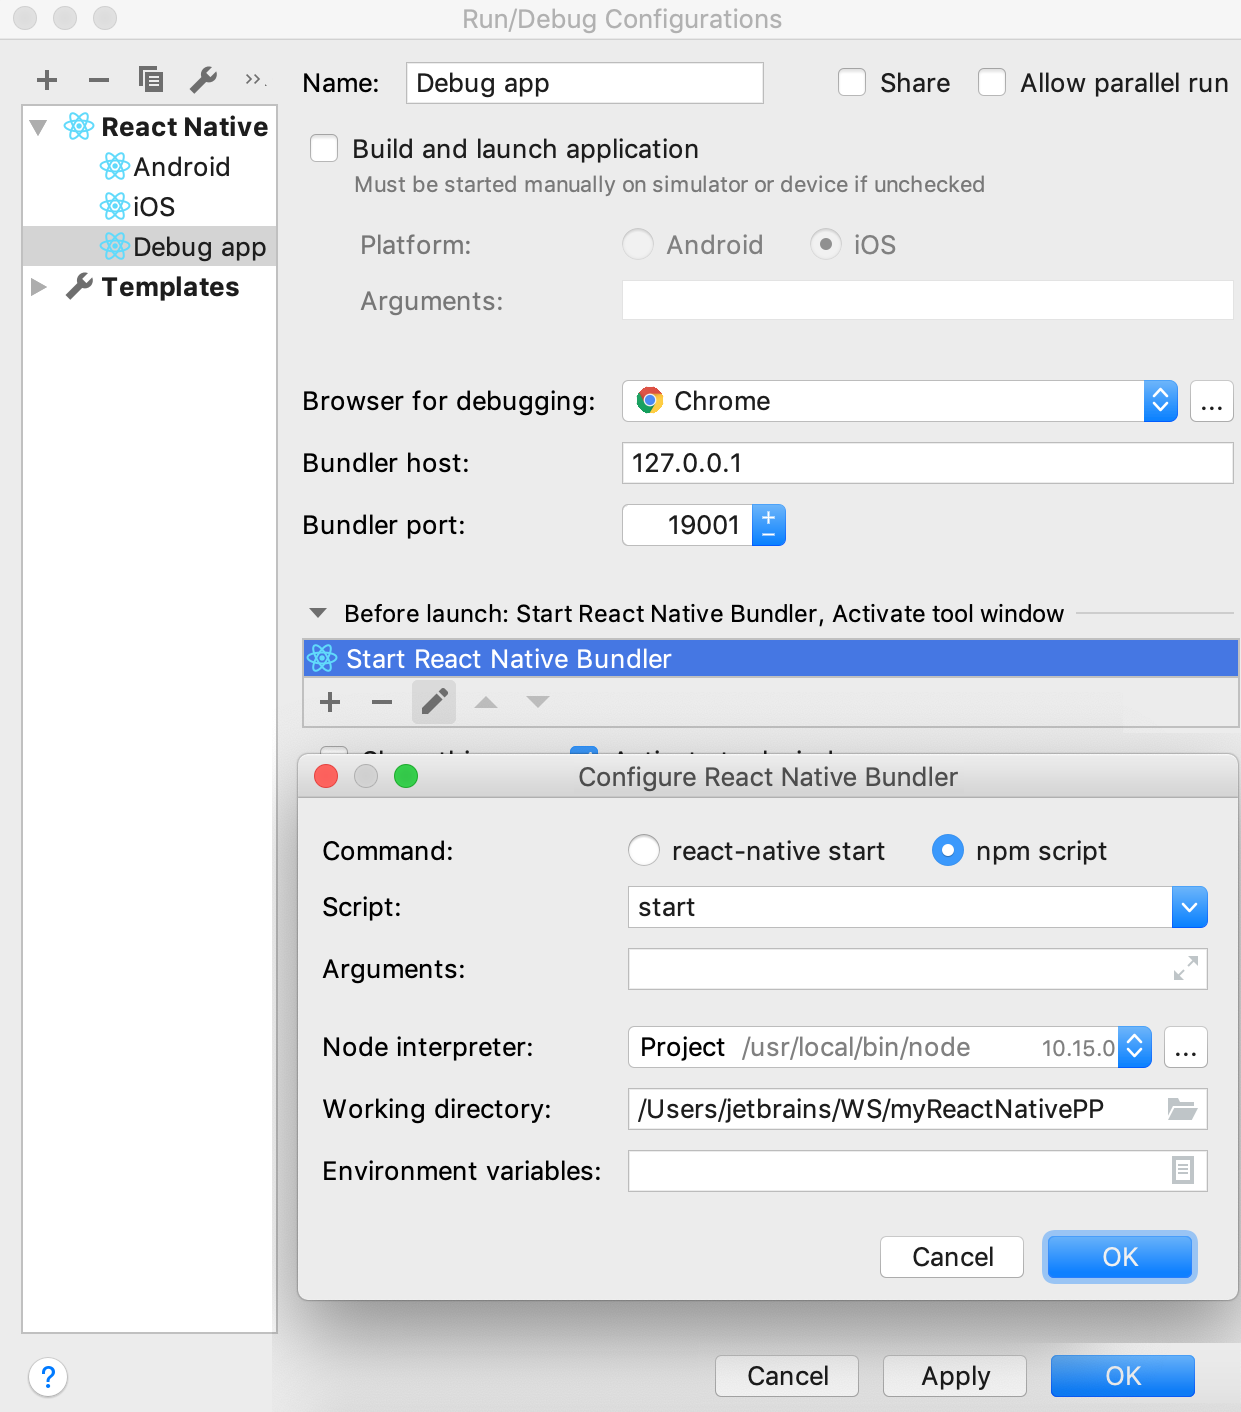 Run/Debug Configurations
Name: Debug app Share Allow parallel run
React Native
Android
iOS
Debug app
Templates
Build and launch application
Must be started manually on simulator or device if unchecked
Platform: Android iOS
Arguments:
Browser for debugging: Chrome ...
Bundler host: 127.0.0.1
Bundler port: 19001
Before launch: Start React Native Bundler, Activate tool window
Start React Native Bundler
Configure React Native Bundler
Command: react-native start npm script
Script: start
Arguments:
Node interpreter: Project /usr/local/bin/node 10.15.0 ...
Working directory: /Users/jetbrains/WS/myReactNativePP
Environment variables:
Cancel OK
? Cancel Apply OK